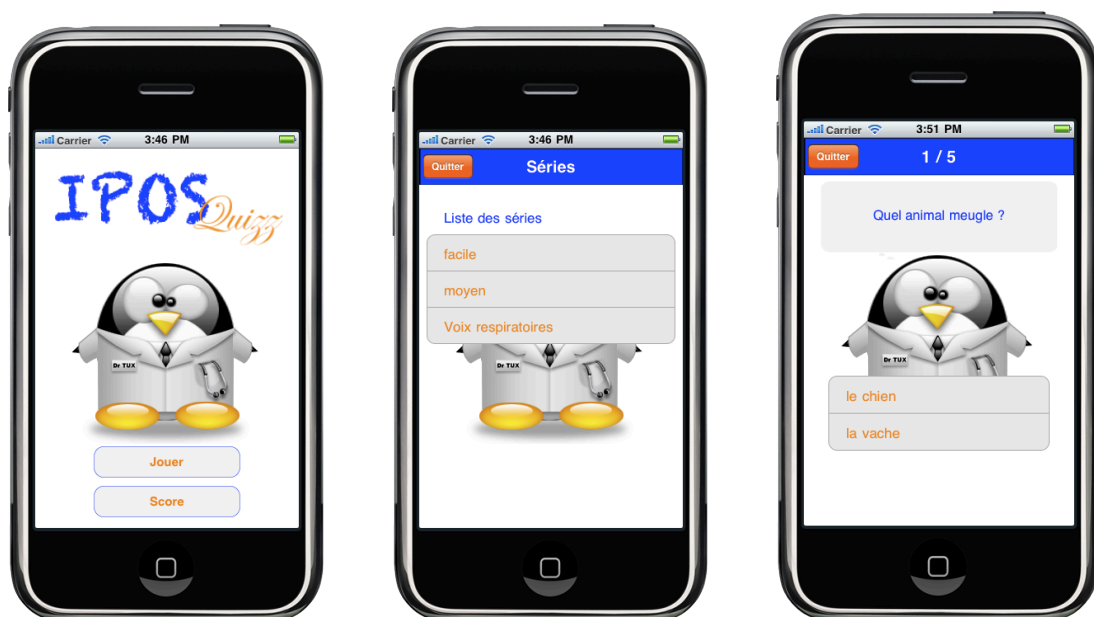 Carrier 3:46 PM
IPOS
Quizz
Dr TUX
Jouer
Score
Carrier 3:46 PM
Quitter Séries
Liste des séries
facile
moyen
Voix respiratoires
Dr TUX
Carrier 3:51 PM
Quitter 1 / 5
Quel animal meugle ?
Dr TUX
le chien
la vache